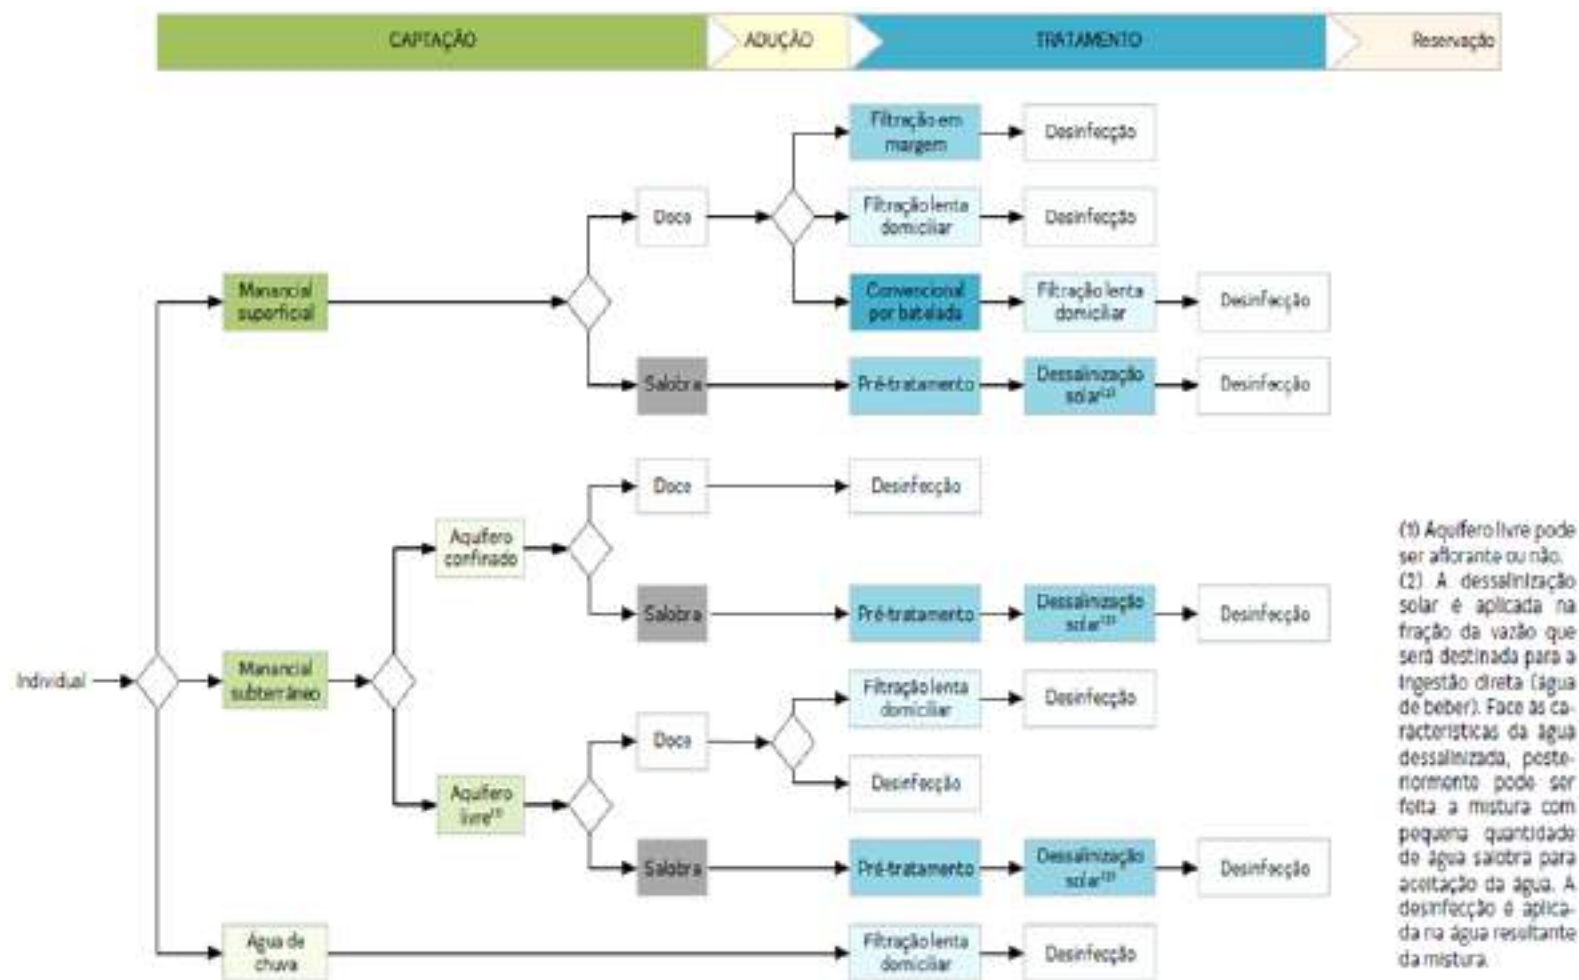 CAPTAÇÃO
ADUÇÃO
TRATAMENTO
Reservação
Filtração em
margem
Desinfecção
Doce
Filtração lenta
domiciliar
Desinfecção
Manancial
superficial
Convencional
por batelada
Filtração lenta
domiciliar
Desinfecção
Salobra
Pré-tratamento
Dessalinização
solar(2)
Desinfecção
Doce
Desinfecção
Aquífero
confinado
Salobra
Pré-tratamento
Dessalinização
solar(2)
Desinfecção
Individual
Manancial
subterrâneo
Filtração lenta
domiciliar
Desinfecção
Doce
Aquífero
livre(1)
Desinfecção
Salobra
Pré-tratamento
Dessalinização
solar(2)
Desinfecção
Água de
chuva
Filtração lenta
domiciliar
Desinfecção
(1) Aquífero livre pode
ser aflorante ou não.
(2) A dessalinização
solar é aplicada na
fração da vazão que
será destinada para a
ingestão direta (água
de beber). Face às ca-
racterísticas da água
dessalinizada, poste-
riormente pode ser
feita a mistura com
pequena quantidade
de água salobra para
aceitação da água. A
desinfecção é aplica-
da na água resultante
da mistura.